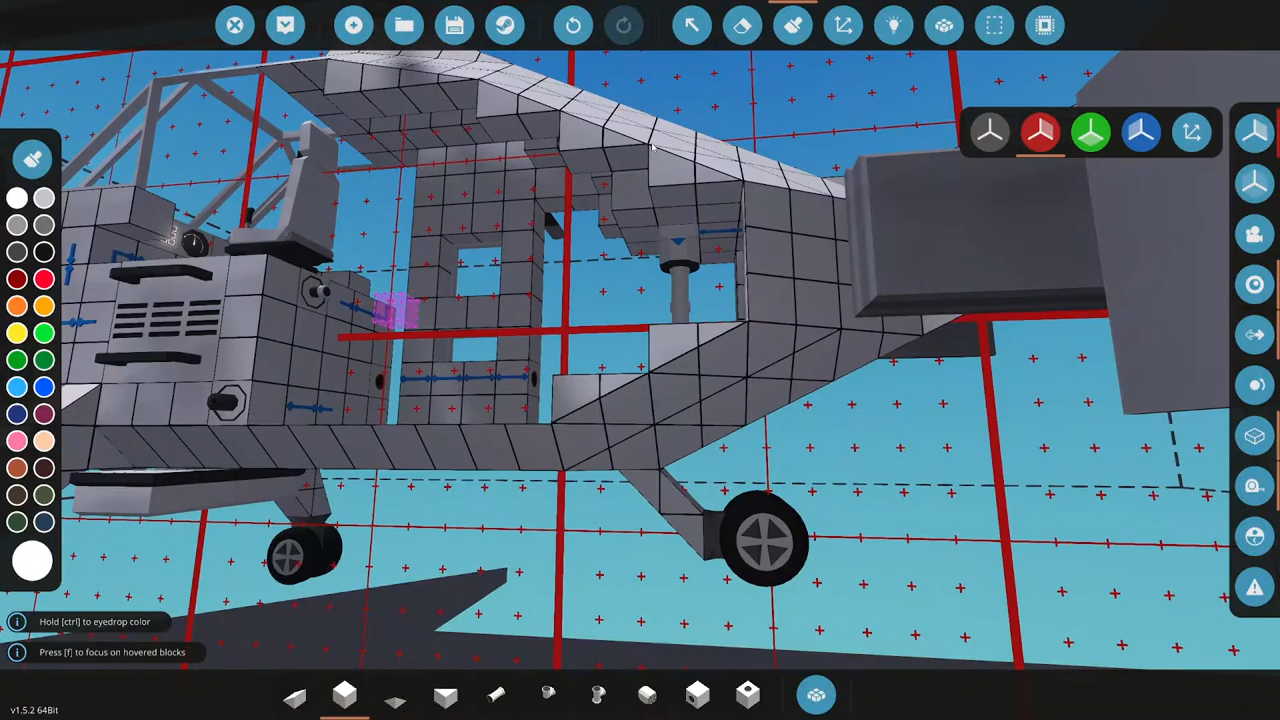 Hold [ctrl] to eyedrop color
Press [f] to focus on hovered blocks
v1.5.2 64Bit